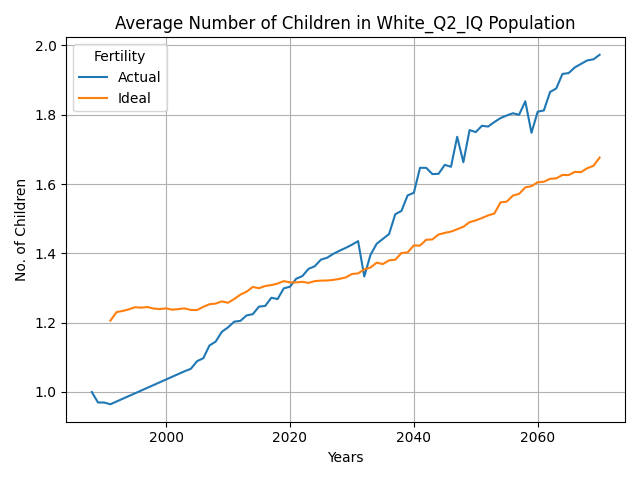 Average Number of Children in White_Q2_IQ Population
Fertility
Actual
Ideal
2.0
1.8
1.6
1.4
1.2
1.0
No. of Children
2000
2020
2040
2060
Years